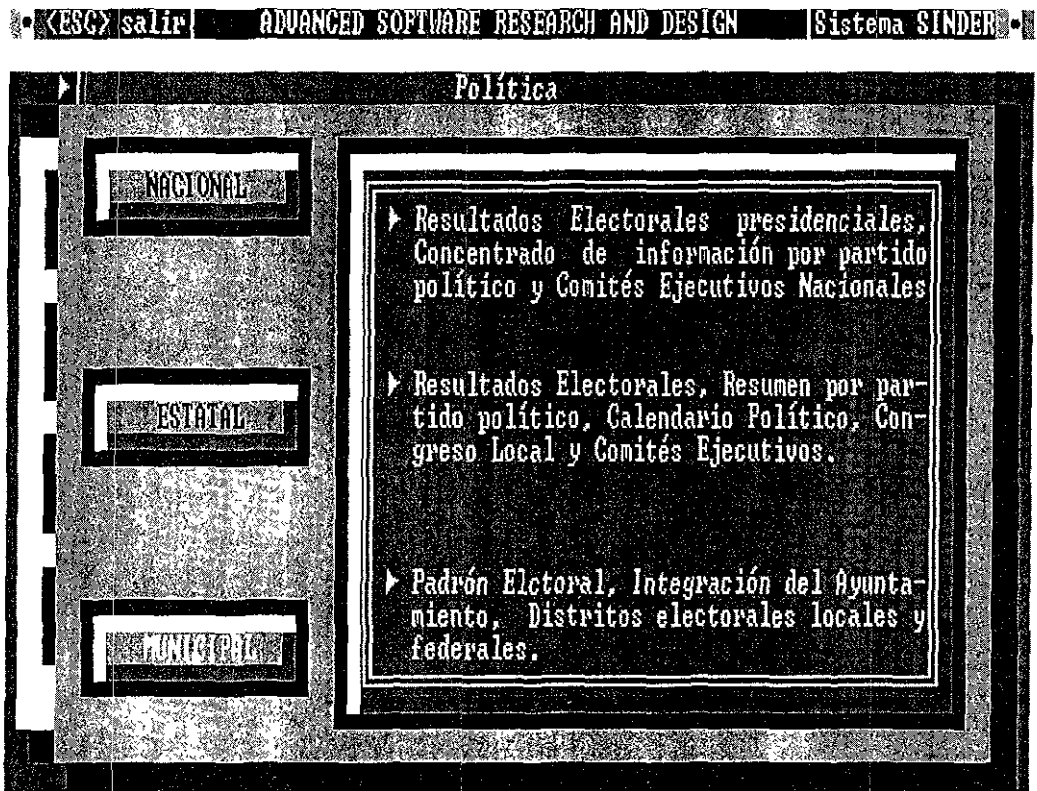 <ESC> salir ADVANCED SOFTWARE RESEARCH AND DESIGN Sistema SINDER
Política
NACIONAL
Resultados Electorales presidenciales,
Concentrado de información por partido
político y Comités Ejecutivos Nacionales
ESTATAL
Resultados Electorales, Resumen por par-
tido político, Calendario Político, Con-
greso Local y Comités Ejecutivos.
MUNICIPAL
Padrón Elctoral, Integración del Ayunta-
miento, Distritos electorales locales y
federales.